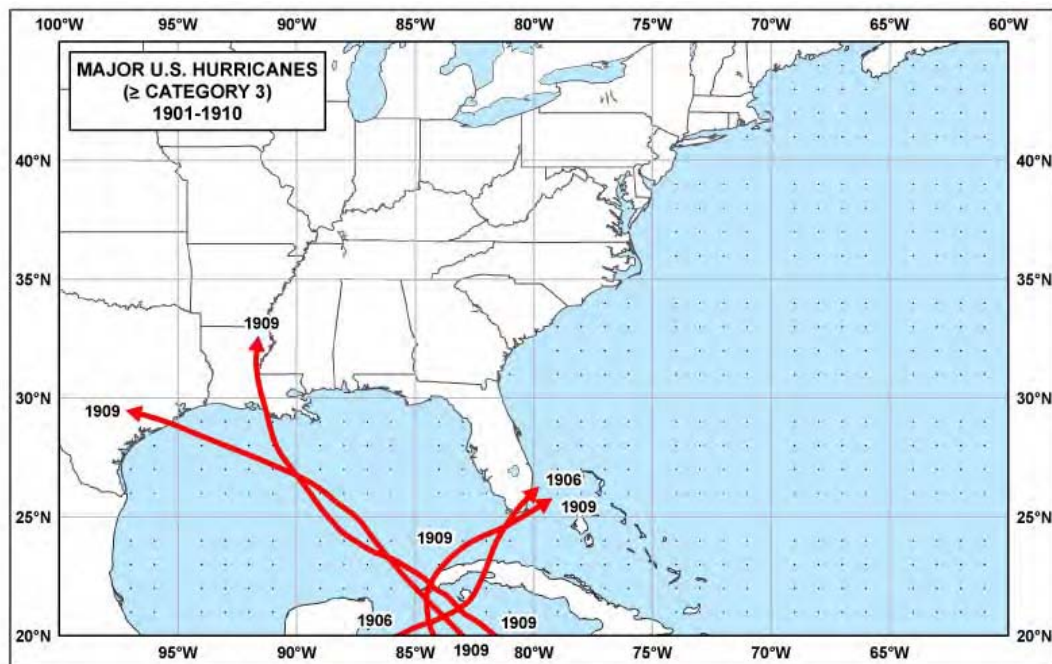 100°W 95°W 90°W 85°W 80°W 75°W 70°W 65°W 60°W
MAJOR U.S. HURRICANES
(≥ CATEGORY 3)
1901-1910
40°N 40°N
35°N 35°N
1909
30°N 30°N
1909
1906
1909
25°N 25°N
1909
1906
1909
20°N 20°N
1909
95°W 90°W 85°W 80°W 75°W 70°W 65°W